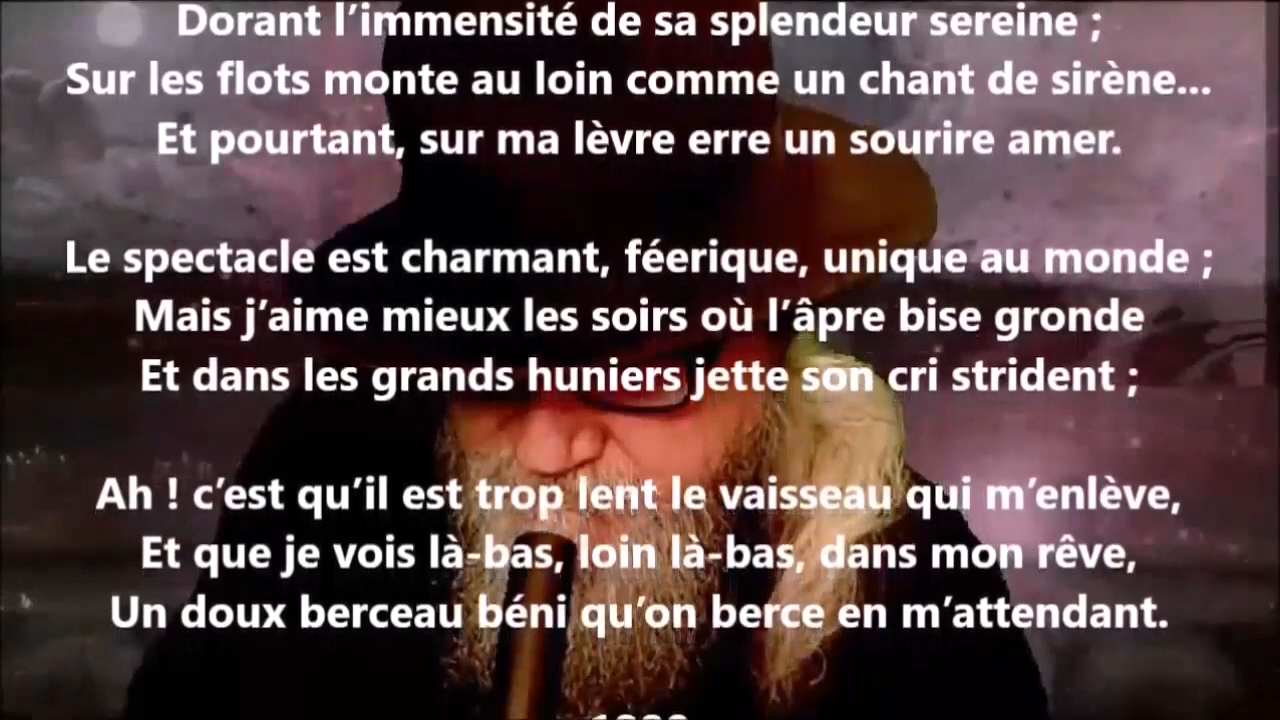 Dorant l’immensité de sa splendeur sereine ;
Sur les flots monte au loin comme un chant de sirène...
Et pourtant, sur ma lèvre erre un sourire amer.
Le spectacle est charmant, féerique, unique au monde ;
Mais j’aime mieux les soirs où l’âpre bise gronde
Et dans les grands huniers jette son cri strident ;
Ah ! c’est qu’il est trop lent le vaisseau qui m’enlève,
Et que je vois là-bas, loin là-bas, dans mon rêve,
Un doux berceau béni qu’on berce en m’attendant.